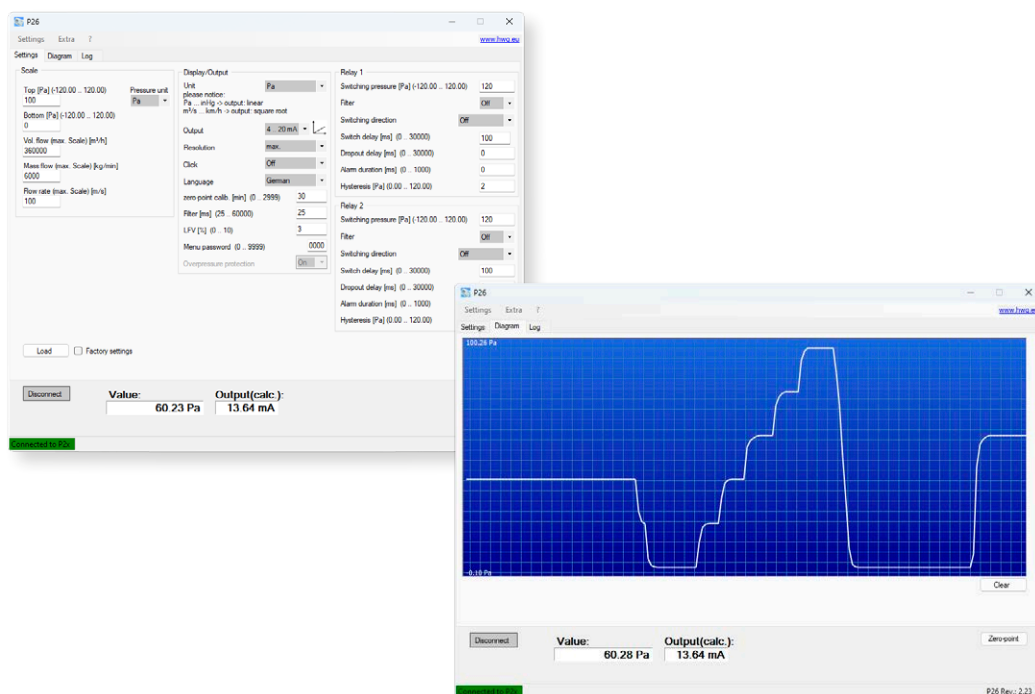 P26
Settings Extra ?
www.hwg.eu
Settings Diagram Log
Scale
Top [Pa] (-120.00 .. 120.00) Pressure unit
100 Pa
Bottom [Pa] (-120.00 .. 120.00)
0
Vol. flow (max. Scale) [m³/h]
360000
Mass flow (max. Scale) [kg/min]
6000
Flow rate (max. Scale) [m/s]
100
Display/Output
Unit Pa
please notice:
Pa ... inHg -> output: linear
m³/s ... km/h -> output: square root
Output 4 .. 20 mA
Resolution max.
Click Off
Language German
zero point calib. [min] (0 .. 2999) 30
Filter [ms] (25 .. 60000) 25
LFV [%] (0 .. 10) 3
Menu password (0 .. 9999) 0000
Overpressure protection On
Relay 1
Switching pressure [Pa] (-120.00 .. 120.00) 120
Filter Off
Switching direction Off
Switch delay [ms] (0 .. 30000) 100
Dropout delay [ms] (0 .. 30000) 0
Alarm duration [ms] (0 .. 1000) 0
Hysteresis [Pa] (0.00 .. 120.00) 2
Relay 2
Switching pressure [Pa] (-120.00 .. 120.00) 120
Filter Off
Switching direction Off
Switch delay [ms] (0 .. 30000) 100
Dropout delay [ms] (0 .. 30000)
Alarm duration [ms] (0 .. 1000)
Hysteresis [Pa] (0.00 .. 120.00)
Load Factory settings
Disconnect
Value: Output(calc.):
60.23 Pa 13.64 mA
Connected to P2x
P26
Settings Extra ?
www.hwg.e
Settings Diagram Log
100.26 Pa
-0.10 Pa
Clear
Disconnect
Value: Output(calc.):
60.28 Pa 13.64 mA
Zero-point
Connected to P2x
P26 Rev.: 2.23